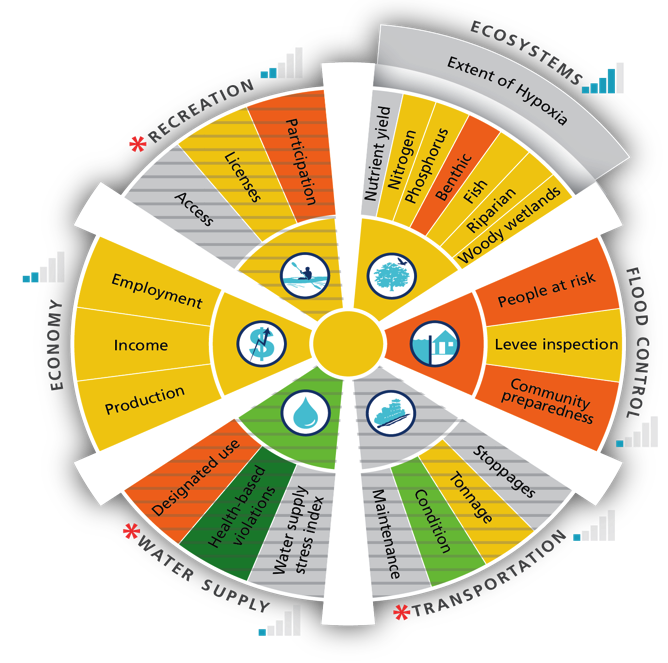 ECOSYSTEMS
Extent of Hypoxia
Nutrient yield
Nitrogen
Phosphorus
Benthic
Fish
Riparian
Woody wetlands
FLOOD CONTROL
People at risk
Levee inspection
Community
preparedness
*TRANSPORTATION
Stoppages
Tonnage
Condition
Maintenance
*WATER SUPPLY
Water supply
stress index
Health-based
violations
Designated use
ECONOMY
Production
Income
Employment
*RECREATION
Access
Licenses
Participation